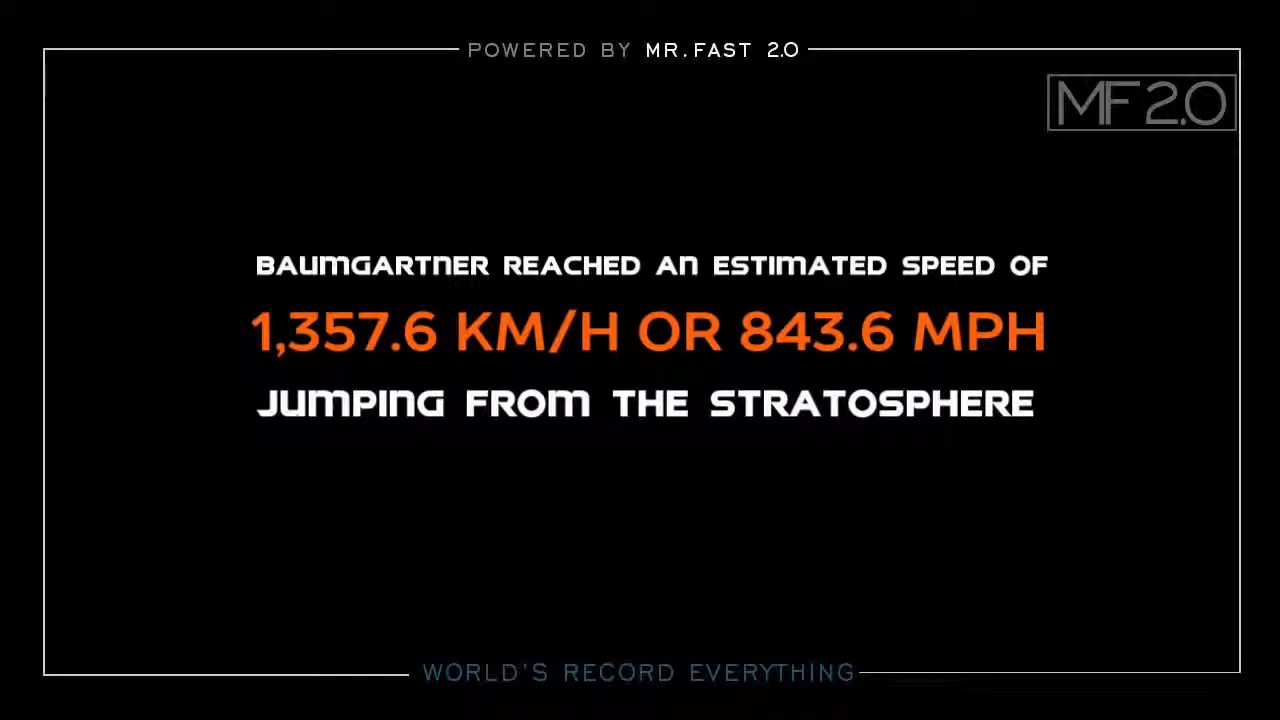 POWERED BY MR.FAST 2.0
MF 2.0
BAUMGARTNER REACHED AN ESTIMATED SPEED OF
1,357.6 KM/H OR 843.6 MPH
JUMPING FROM THE STRATOSPHERE
WORLD'S RECORD EVERYTHING